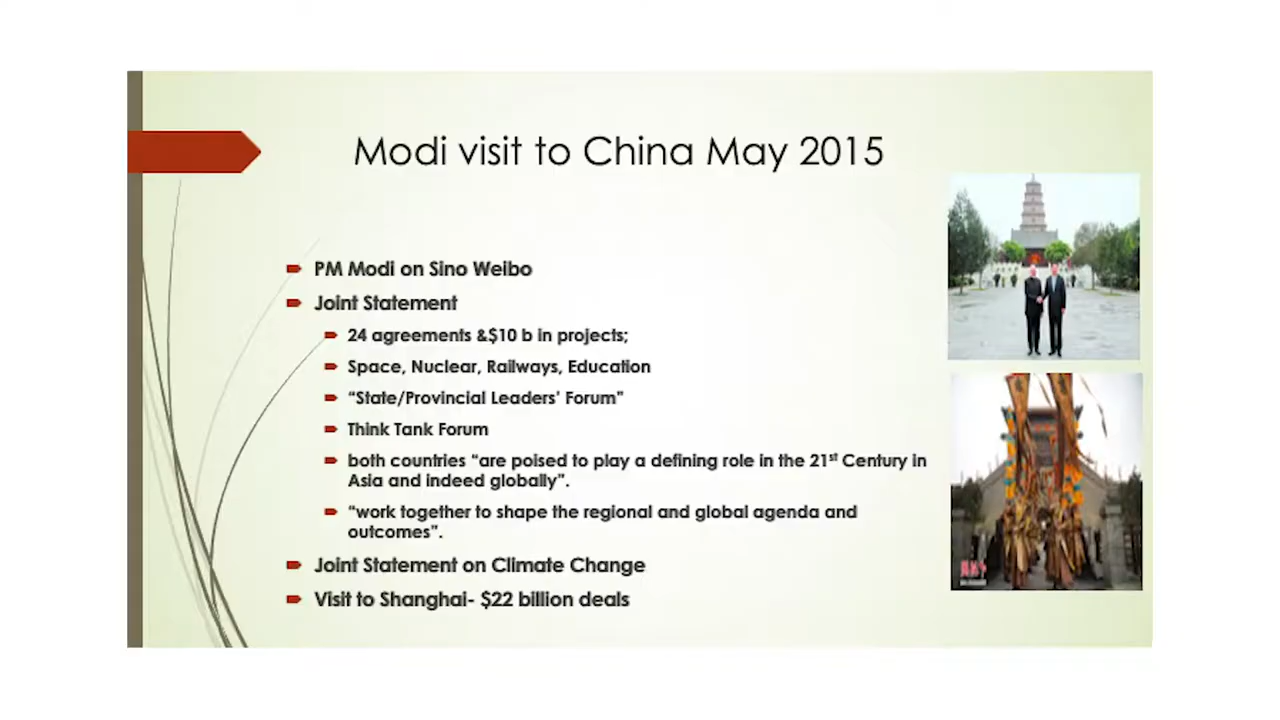 Modi visit to China May 2015
PM Modi on Sino Weibo
Joint Statement
24 agreements &$10 b in projects;
Space, Nuclear, Railways, Education
“State/Provincial Leaders’ Forum”
Think Tank Forum
both countries “are poised to play a defining role in the 21st Century in
Asia and indeed globally”.
“work together to shape the regional and global agenda and
outcomes”.
Joint Statement on Climate Change
Visit to Shanghai- $22 billion deals